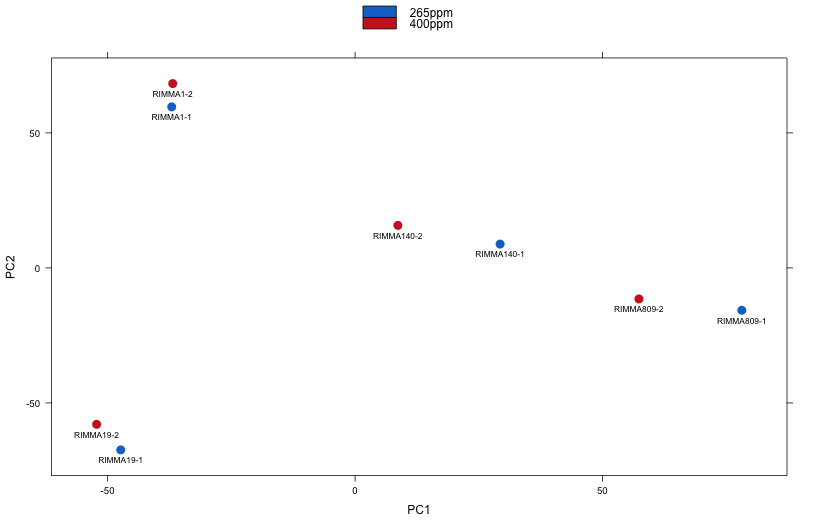 265ppm
400ppm
RIMMA1-2
RIMMA1-1
50
RIMMA140-2
RIMMA140-1
PC2
0
RIMMA809-2
RIMMA809-1
-50
RIMMA19-2
RIMMA19-1
-50
0
50
PC1